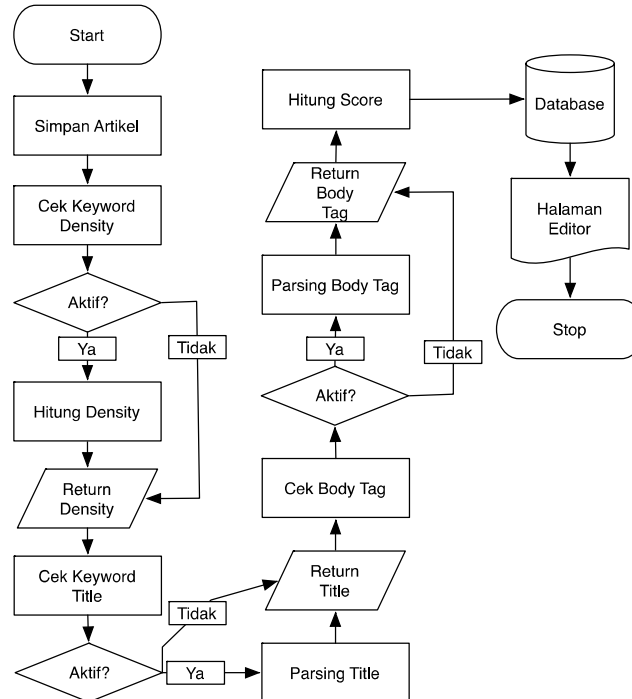 Start
Simpan Artikel
Cek Keyword
Density
Aktif?
Ya
Tidak
Hitung Density
Return
Density
Cek Keyword
Title
Tidak
Aktif?
Ya
Parsing Title
Return
Title
Cek Body Tag
Aktif?
Ya
Tidak
Parsing Body Tag
Return
Body
Tag
Hitung Score
Database
Halaman
Editor
Stop